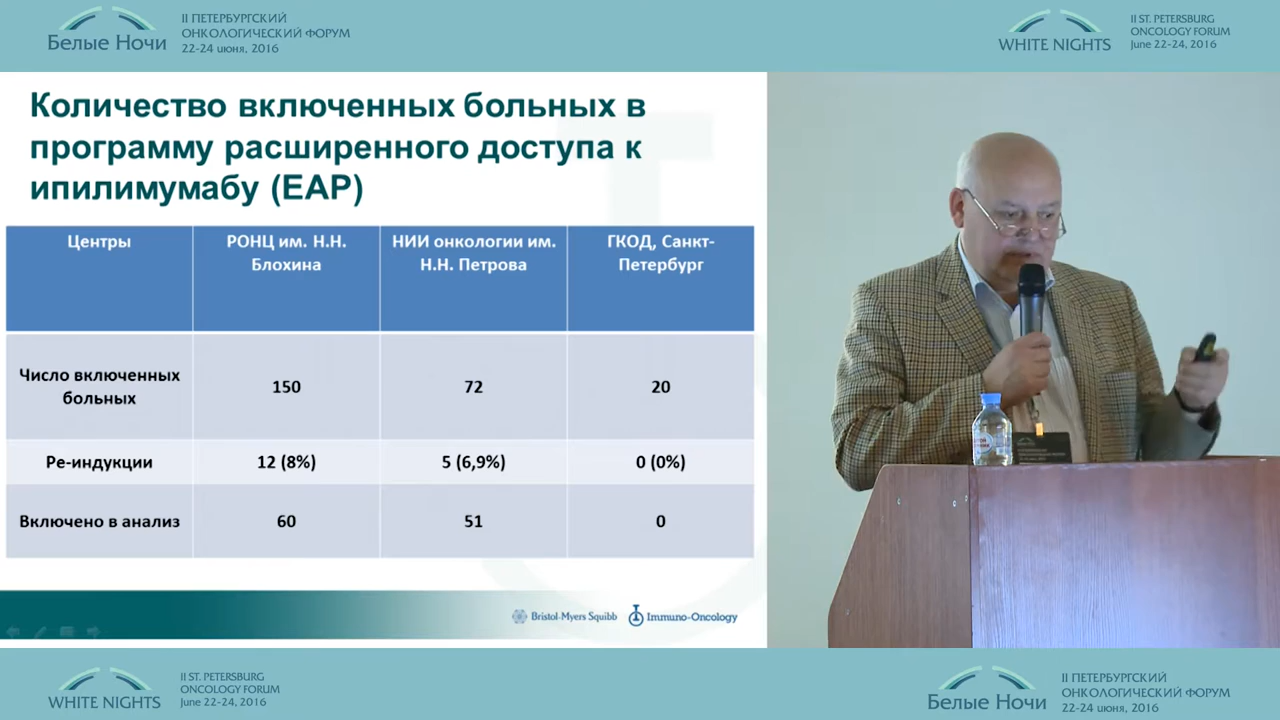 Белые Ночи
II ПЕТЕРБУРГСКИЙ
ОНКОЛОГИЧЕСКИЙ ФОРУМ
22-24 июня, 2016
WHITE NIGHTS
II ST. PETERSBURG
ONCOLOGY FORUM
June 22-24, 2016
Количество включенных больных в
программу расширенного доступа к
ипилимумабу (EAP)
Центры
РОНЦ им. Н.Н.
Блохина
НИИ онкологии им.
Н.Н. Петрова
ГКОД, Санкт-
Петербург
Число включенных
больных
150
72
20
Ре-индукции
12 (8%)
5 (6,9%)
0 (0%)
Включено в анализ
60
51
0
Bristol-Myers Squibb
Immuno-Oncology
WHITE NIGHTS
II ST. PETERSBURG
ONCOLOGY FORUM
June 22-24, 2016
Белые Ночи
II ПЕТЕРБУРГСКИЙ
ОНКОЛОГИЧЕСКИЙ ФОРУМ
22-24 июня, 2016